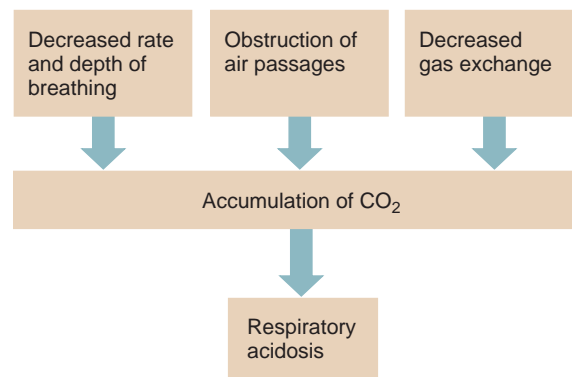 Decreased rate
and depth of
breathing
Obstruction of
air passages
Decreased
gas exchange
Accumulation of CO₂
Respiratory
acidosis